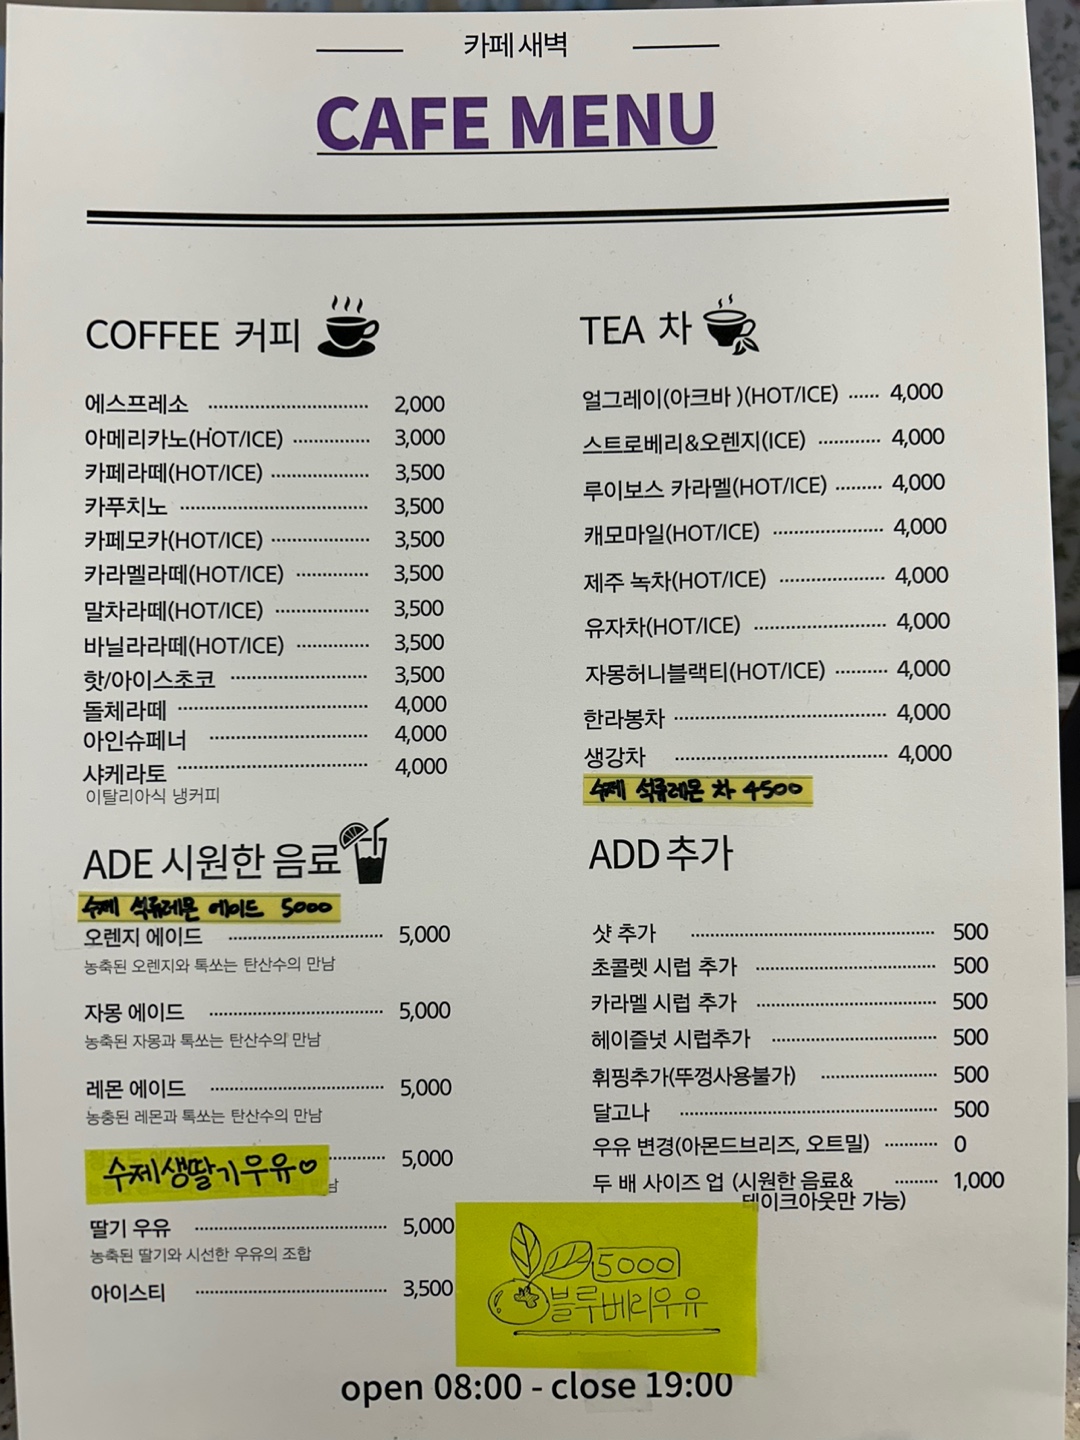 카페새벽
CAFE MENU
COFFEE 커피
에스프레소 2,000
아메리카노(HOT/ICE) 3,000
카페라떼(HOT/ICE) 3,500
카푸치노 3,500
카페모카(HOT/ICE) 3,500
카라멜라떼(HOT/ICE) 3,500
말차라떼(HOT/ICE) 3,500
바닐라라떼(HOT/ICE) 3,500
핫/아이스초코 3,500
돌체라떼 4,000
아인슈페너 4,000
샤케라토 4,000
이탈리아식 냉커피
ADE 시원한 음료
수제 석류레몬 에이드 5000
오렌지 에이드 5,000
농축된 오렌지와 톡쏘는 탄산수의 만남
자몽 에이드 5,000
농축된 자몽과 톡쏘는 탄산수의 만남
레몬 에이드 5,000
농충된 레몬과 톡쏘는 탄산수의 만남
수제생딸기우유♡ 5,000
딸기 우유 5,000
농축된 딸기와 시선한 우유의 조합
아이스티 3,500
TEA 차
얼그레이(아크바 )(HOT/ICE) 4,000
스트로베리&오렌지(ICE) 4,000
루이보스 카라멜(HOT/ICE) 4,000
캐모마일(HOT/ICE) 4,000
제주 녹차(HOT/ICE) 4,000
유자차(HOT/ICE) 4,000
자몽허니블랙티(HOT/ICE) 4,000
한라봉차 4,000
생강차 4,000
수제 석류레몬 차 4500
ADD 추가
샷 추가 500
초콜렛 시럽 추가 500
카라멜 시럽 추가 500
헤이즐넛 시럽추가 500
휘핑추가(뚜껑사용불가) 500
달고나 500
우유 변경(아몬드브리즈, 오트밀) 0
두 배 사이즈 업 (시원한 음료& 1,000
테이크아웃만 가능)
5000
블루베리우유
open 08:00 - close 19:00